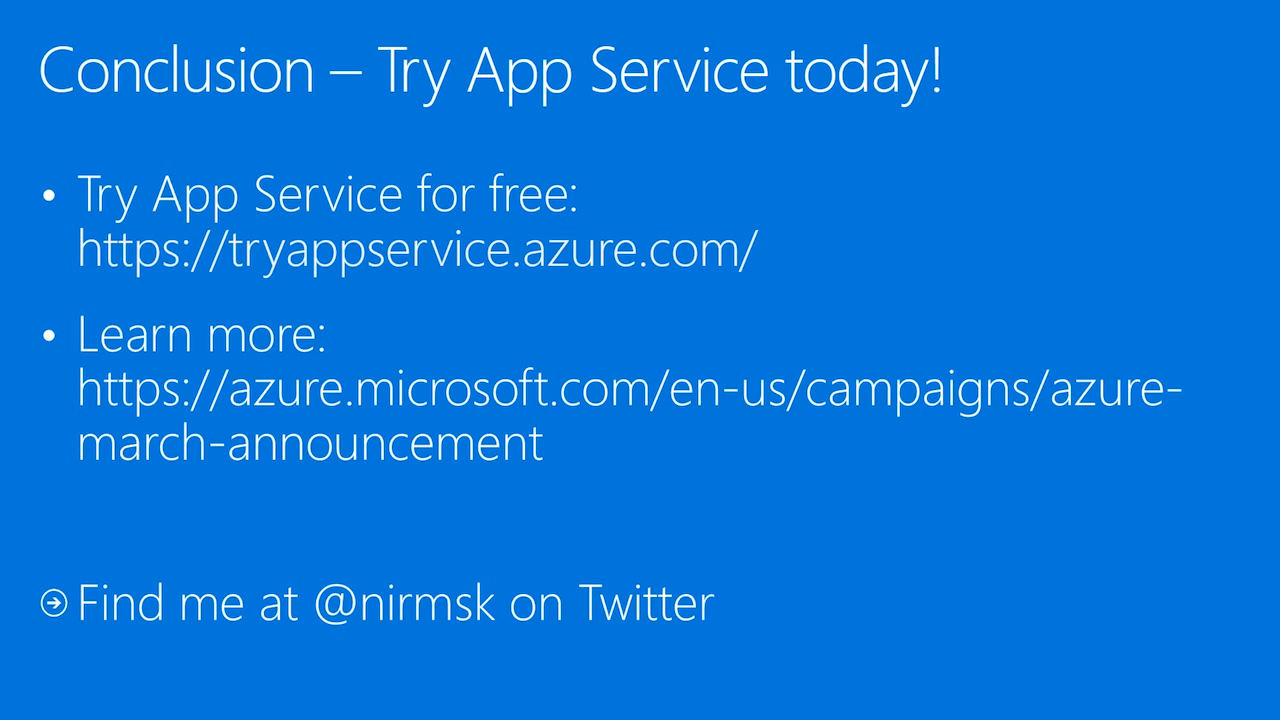 Conclusion – Try App Service today!
• Try App Service for free:
https://tryappservice.azure.com/
• Learn more:
https://azure.microsoft.com/en-us/campaigns/azure-
march-announcement
Find me at @nirmsk on Twitter